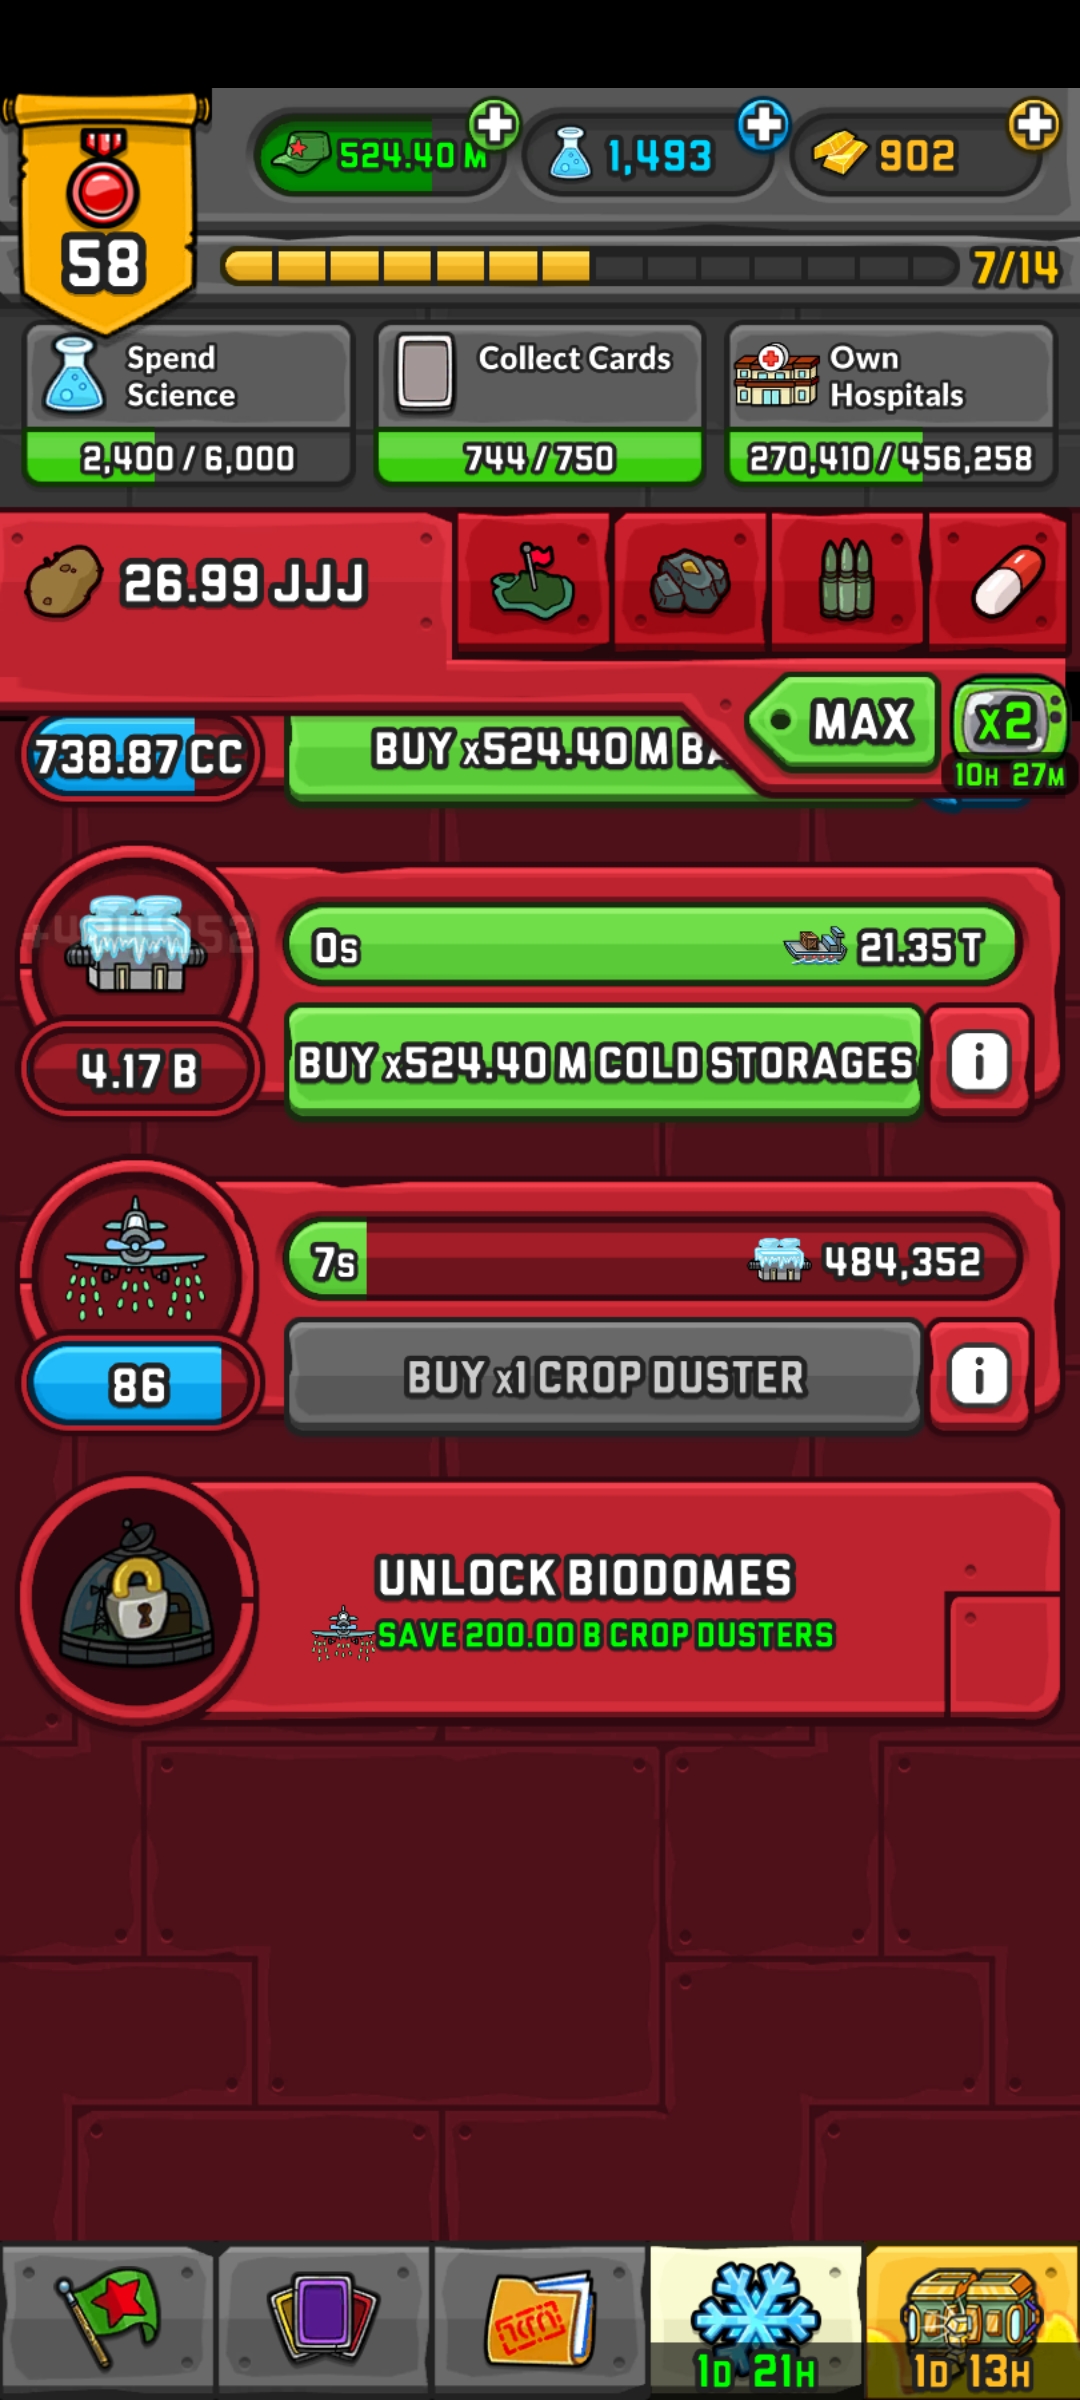 524.40 M
1,493
902
58
7/14
Spend
Science
2,400 / 6,000
Collect Cards
744 / 750
Own
Hospitals
270,410 / 456,258
26.99 JJJ
MAX
x2
10H 27M
738.87 CC
BUY x524.40 M BA
0s
21.35 T
4.17 B
BUY x524.40 M COLD STORAGES
i
7s
484,352
86
BUY x1 CROP DUSTER
i
UNLOCK BIODOMES
SAVE 200.00 B CROP DUSTERS
1D 21H
1D 13H